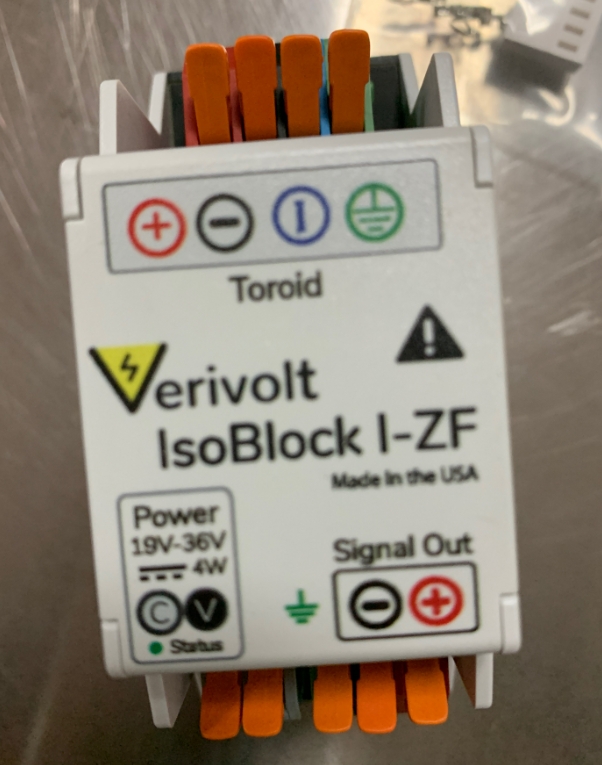 I
Toroid
Verivolt
IsoBlock I-ZF
Made in the USA
Power
19V-36V
4W
C V
Status
Signal Out